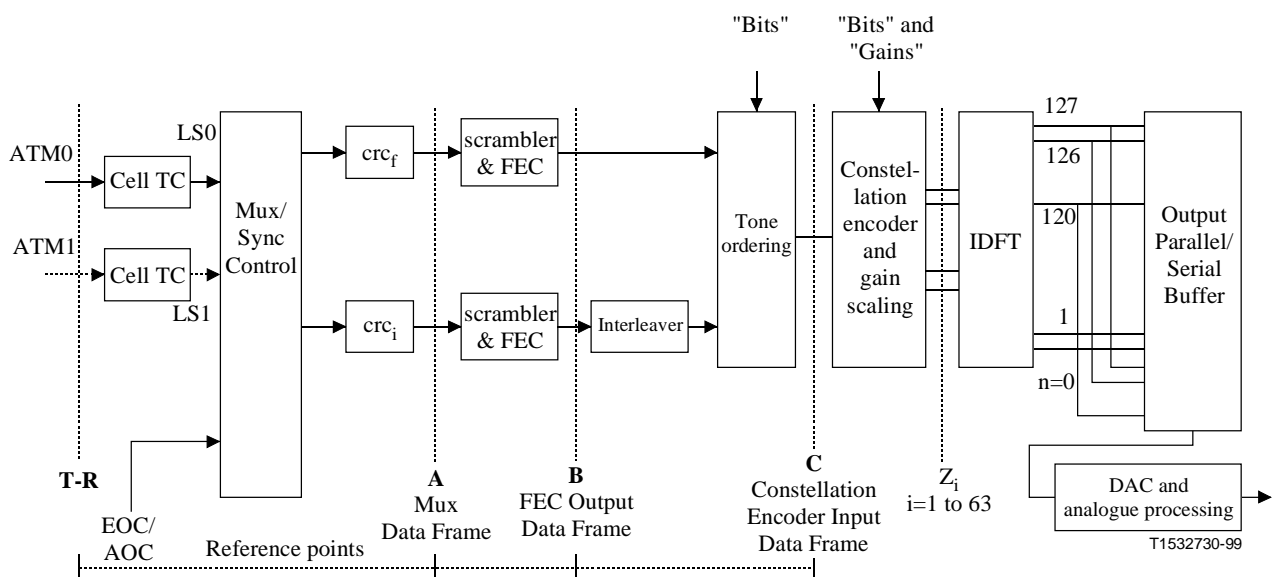 "Bits"
"Bits" and
"Gains"
ATM0
Cell TC
LS0
ATM1
Cell TC
LS1
Mux/
Sync
Control
crcf
crci
scrambler
& FEC
scrambler
& FEC
Interleaver
Tone
ordering
Constel-
lation
encoder
and
gain
scaling
IDFT
127
126
120
1
n=0
Output
Parallel/
Serial
Buffer
T-R
EOC/
AOC
A
Mux
Data Frame
B
FEC Output
Data Frame
C
Constellation
Encoder Input
Data Frame
Zi
i=1 to 63
DAC and
analogue processing
Reference points
T1532730-99